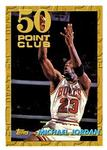 50
POINT
CLUB
BULLS
23
Topps
MICHAEL JORDAN